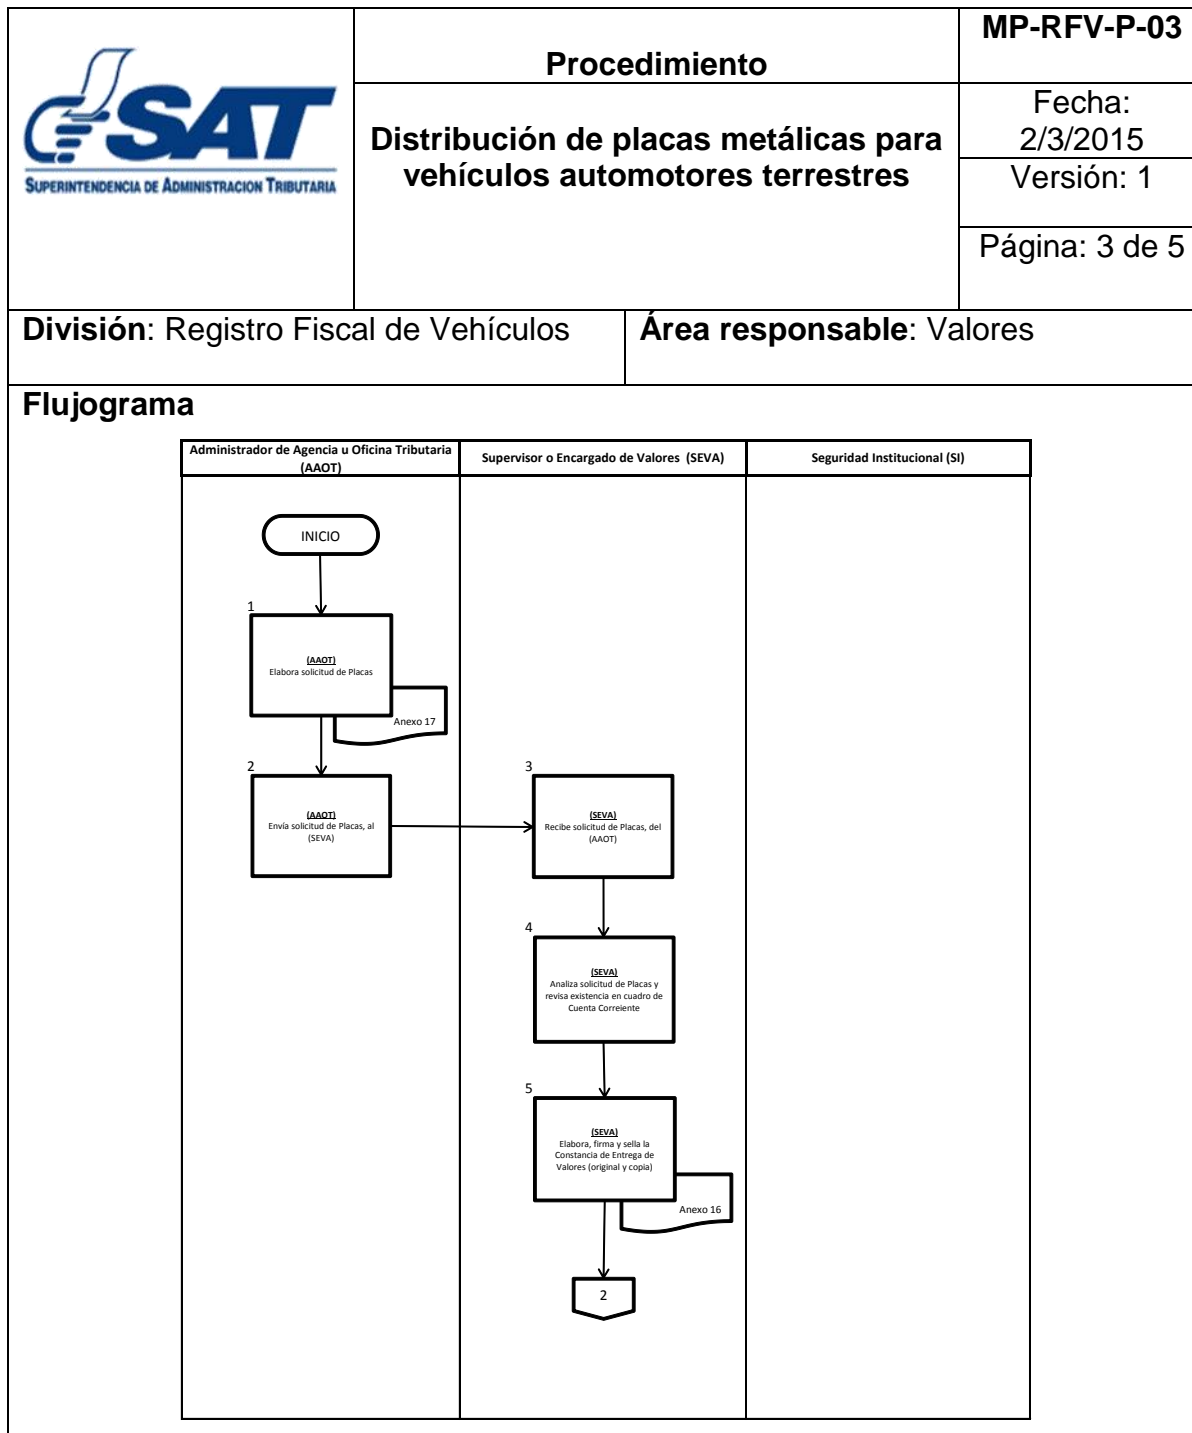 SAT
SUPERINTENDENCIA DE ADMINISTRACION TRIBUTARIA
Procedimiento
Distribución de placas metálicas para
vehículos automotores terrestres
MP-RFV-P-03
Fecha:
2/3/2015
Versión: 1
Página: 3 de 5
División: Registro Fiscal de Vehículos
Área responsable: Valores
Flujograma
Administrador de Agencia u Oficina Tributaria
(AAOT)
Supervisor o Encargado de Valores (SEVA)
Seguridad Institucional (SI)
INICIO
1
(AAOT)
Elabora solicitud de Placas
Anexo 17
2
(AAOT)
Envía solicitud de Placas, al
(SEVA)
3
(SEVA)
Recibe solicitud de Placas, del
(AAOT)
4
(SEVA)
Analiza solicitud de Placas y
revisa existencia en cuadro de
Cuenta Correiente
5
(SEVA)
Elabora, firma y sella la
Constancia de Entrega de
Valores (original y copia)
Anexo 16
2